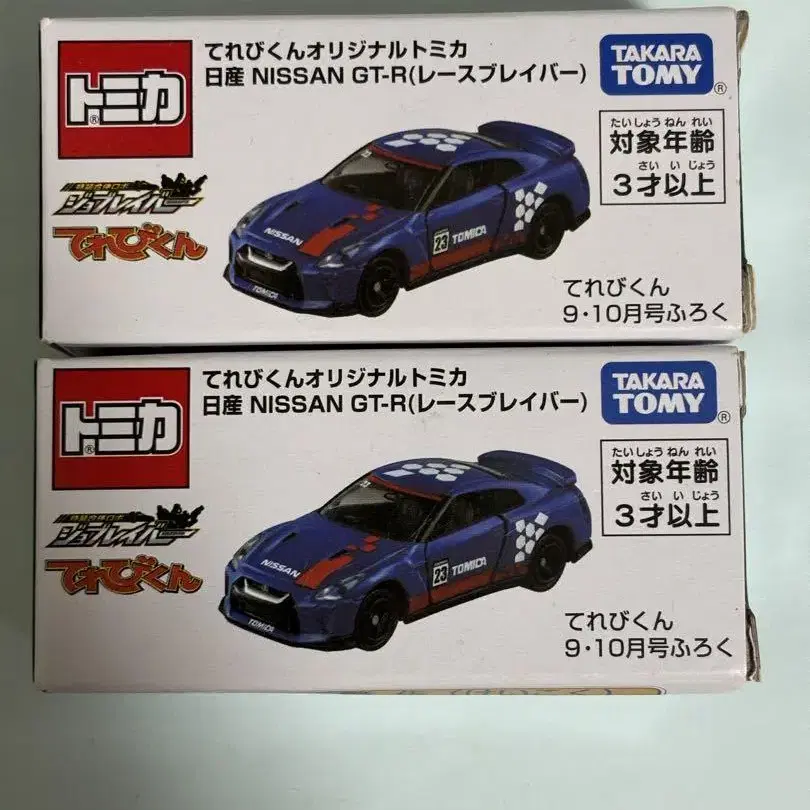 トミカ®
てれびくんオリジナルトミカ
日産 NISSAN GT-R(レースブレイバー)
TAKARA
TOMY®
たいしょうねんれい
対象年齢
さいいじょう
3才以上
ジョブレイバー
てれびくん
23
NISSAN
23 TOMICA
TOMICA
てれびくん
9・10月号ふろく
トミカ®
てれびくんオリジナルトミカ
日産 NISSAN GT-R(レースブレイバー)
TAKARA
TOMY®
たいしょうねんれい
対象年齢
さいいじょう
3才以上
ジョブレイバー
てれびくん
NISSAN
23 TOMICA
TOMICA
てれびくん
9・10月号ふろく